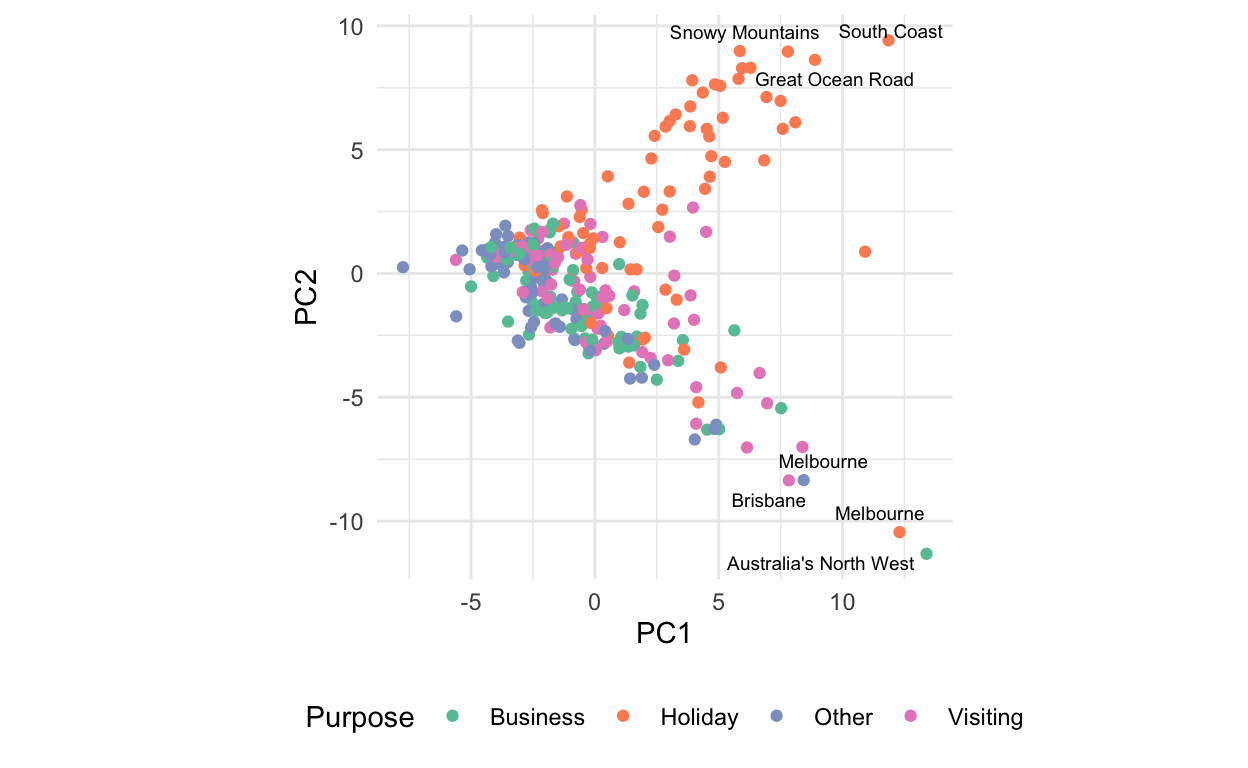 10
Snowy Mountains
South Coast
Great Ocean Road
5
0
PC2
-5
Melbourne
Brisbane
Melbourne
-10
Australia's North West
-5 0 5 10
PC1
Purpose Business Holiday Other Visiting